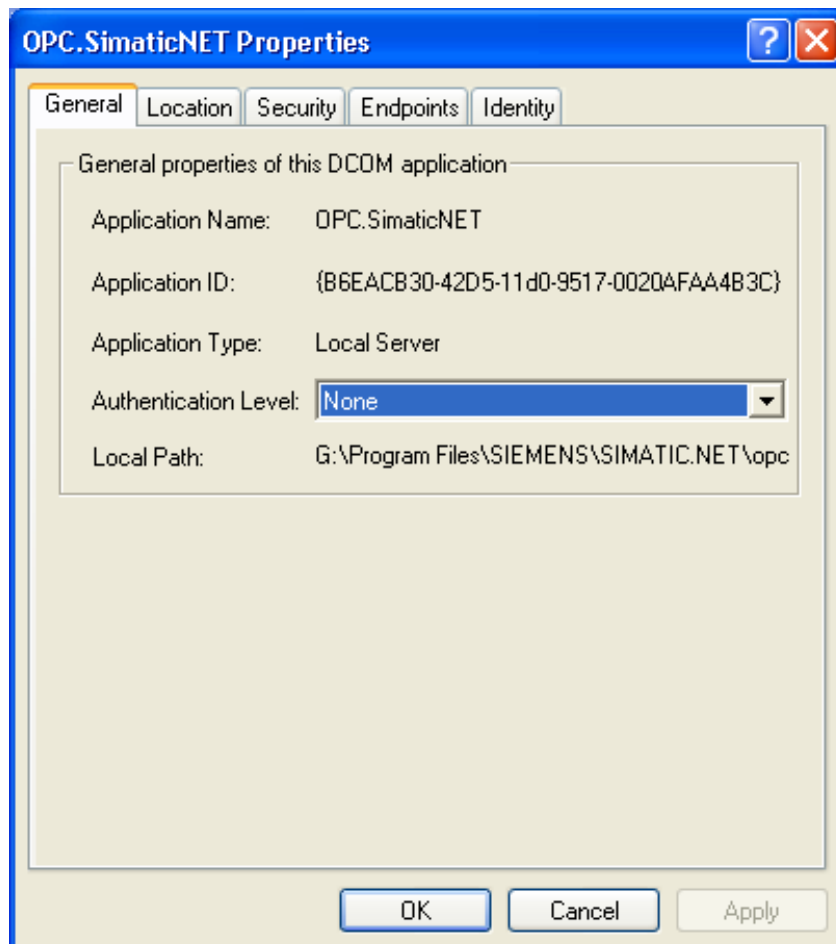 OPC.SimaticNET Properties
General Location Security Endpoints Identity
General properties of this DCOM application
Application Name: OPC.SimaticNET
Application ID: {B6EACB30-42D5-11d0-9517-0020AFAA4B3C}
Application Type: Local Server
Authentication Level: None
Local Path: G:\Program Files\SIEMENS\SIMATIC.NET\opc
OK Cancel Apply